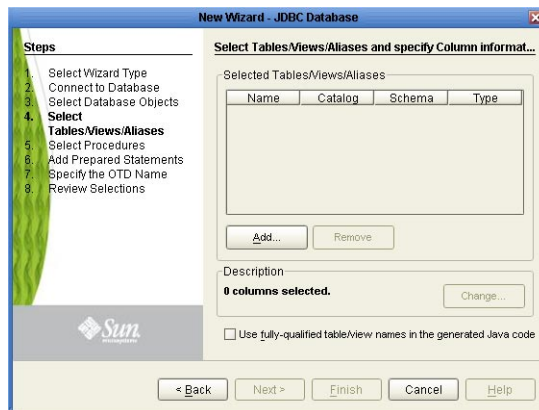 New Wizard - JDBC Database
Steps
1. Select Wizard Type
2. Connect to Database
3. Select Database Objects
4. Select
Tables/Views/Aliases
5. Select Procedures
6. Add Prepared Statements
7. Specify the OTD Name
8. Review Selections
Sun
microsystems
Select Tables/Views/Aliases and specify Column informat...
Selected Tables/Views/Aliases
Name Catalog Schema Type
Add... Remove
Description
0 columns selected.
Change...
Use fully-qualified table/view names in the generated Java code
< Back Next > Finish Cancel Help